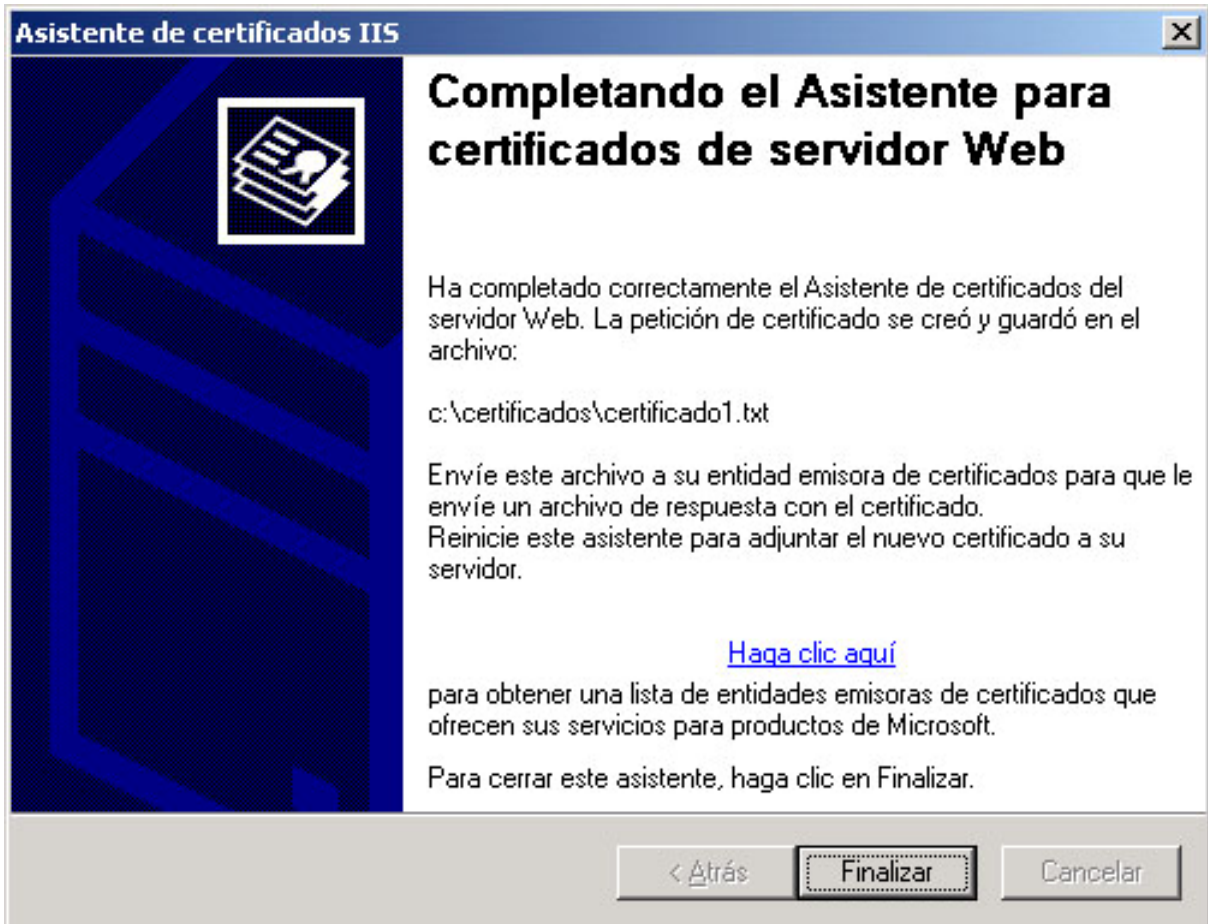 Asistente de certificados IIS
Completando el Asistente para
certificados de servidor Web
Ha completado correctamente el Asistente de certificados del
servidor Web. La petición de certificado se creó y guardó en el
archivo:
c:\certificados\certificado1.txt
Envíe este archivo a su entidad emisora de certificados para que le
envíe un archivo de respuesta con el certificado.
Reinicie este asistente para adjuntar el nuevo certificado a su
servidor.
Haga clic aquí
para obtener una lista de entidades emisoras de certificados que
ofrecen sus servicios para productos de Microsoft.
Para cerrar este asistente, haga clic en Finalizar.
< Atrás Finalizar Cancelar